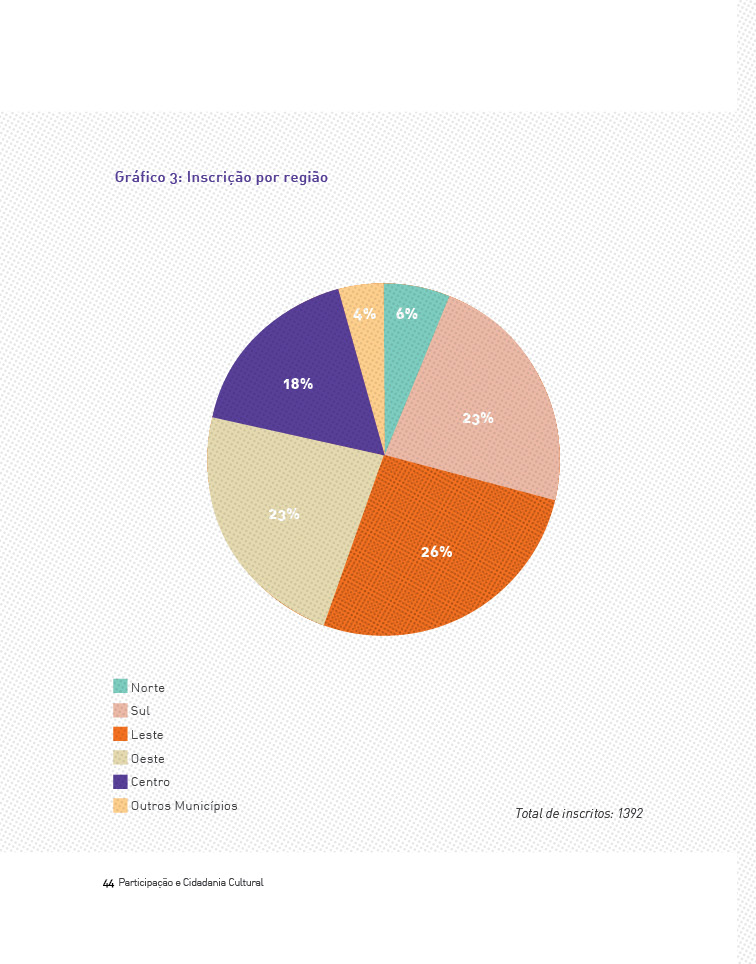 Gráfico 3: Inscrição por região
4%
6%
18%
23%
23%
26%
Norte
Sul
Leste
Oeste
Centro
Outros Municípios
Total de inscritos: 1392
44 Participação e Cidadania Cultural